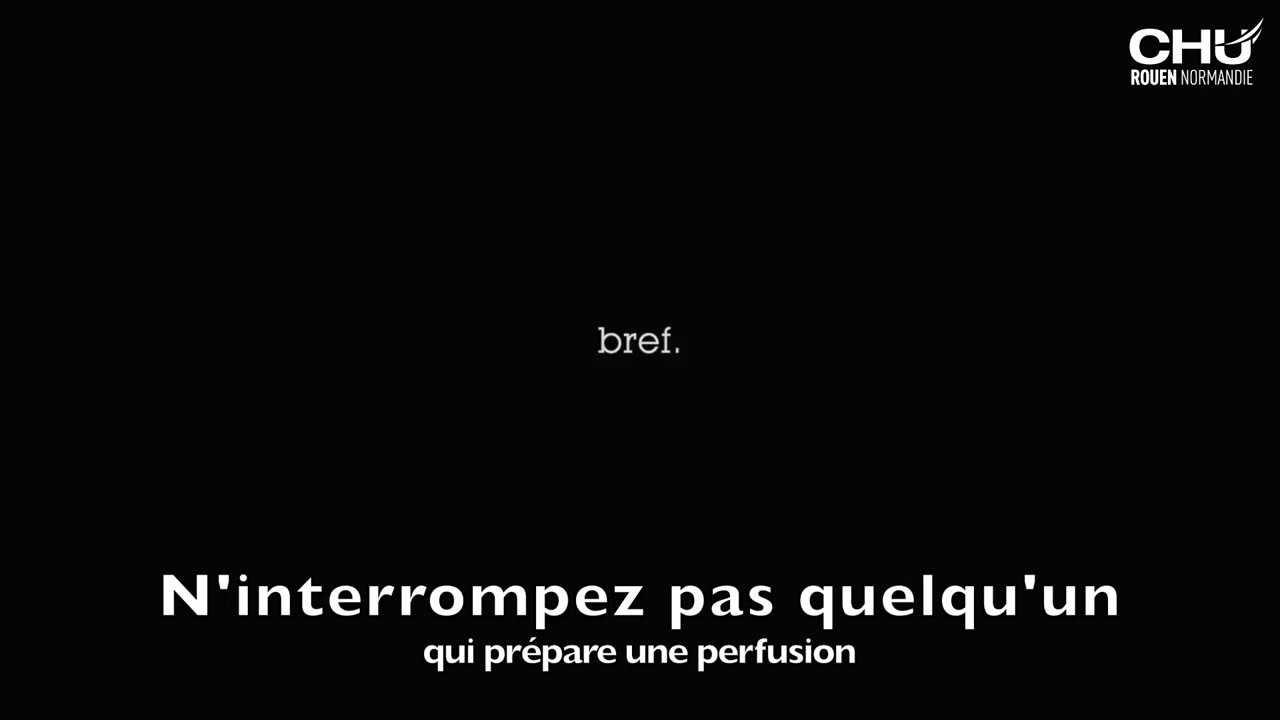 CHU
ROUEN NORMANDIE
bref.
N'interrompez pas quelqu'un
qui prépare une perfusion